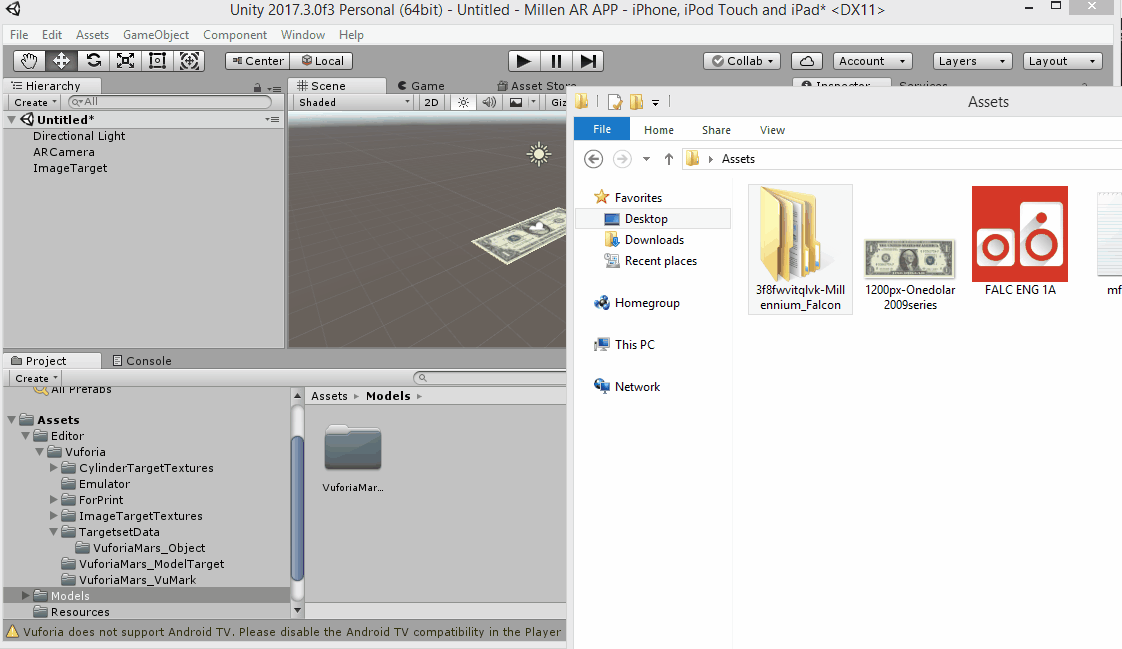 Unity 2017.3.0f3 Personal (64bit) - Untitled - Millen AR APP - iPhone, iPod Touch and iPad* <DX11>
File Edit Assets GameObject Component Window Help
Center Local Collab Account Layers Layout
Hierarchy
Create All
Untitled*
Directional Light
ARCamera
ImageTarget
Scene Game Asset Store Inspector Services
Shaded 2D Giz
Assets
File Home Share View
Assets
Favorites
Desktop
Downloads
Recent places
Homegroup
This PC
Network
3f8fwvitqlvk-Mill
ennium_Falcon
1200px-Onedolar
2009series
FALC ENG 1A
mf
Project Console
Create
All Prefabs
Assets
Editor
Vuforia
CylinderTargetTextures
Emulator
ForPrint
ImageTargetTextures
TargetsetData
VuforiaMars_Object
VuforiaMars_ModelTarget
VuforiaMars_VuMark
Models
Resources
Assets Models
VuforiaMar...
Vuforia does not support Android TV. Please disable the Android TV compatibility in the Player